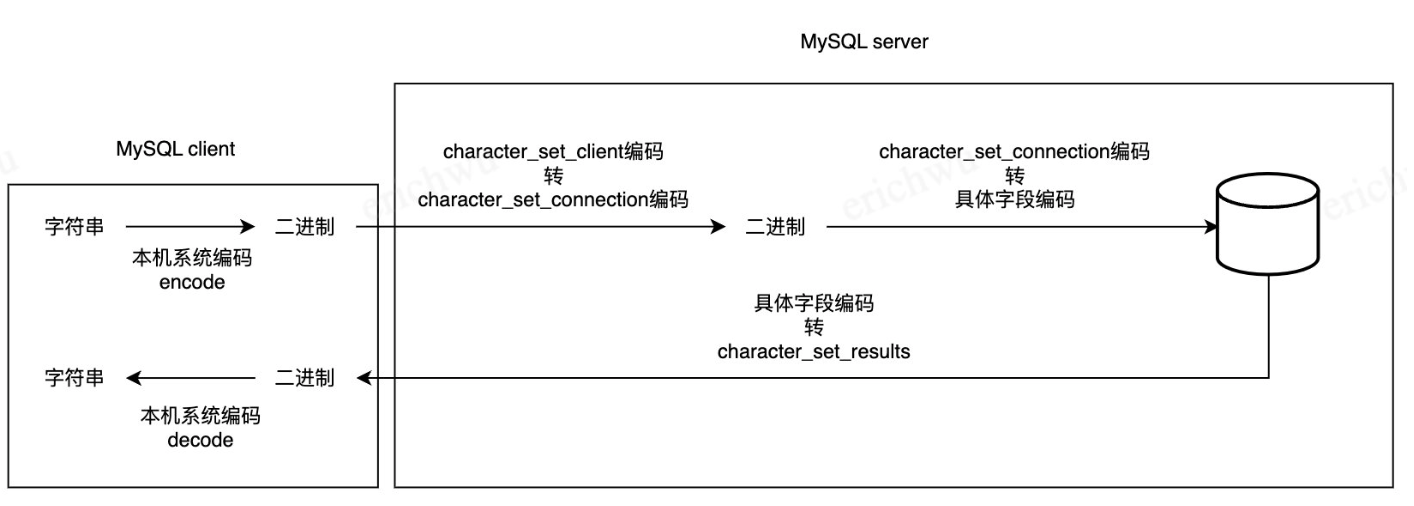 MySQL server
MySQL client
character_set_client编码
转
character_set_connection编码
character_set_connection编码
转
具体字段编码
字符串
二进制
二进制
本机系统编码
encode
具体字段编码
转
character_set_results
字符串
二进制
本机系统编码
decode
erichwu
erichwu